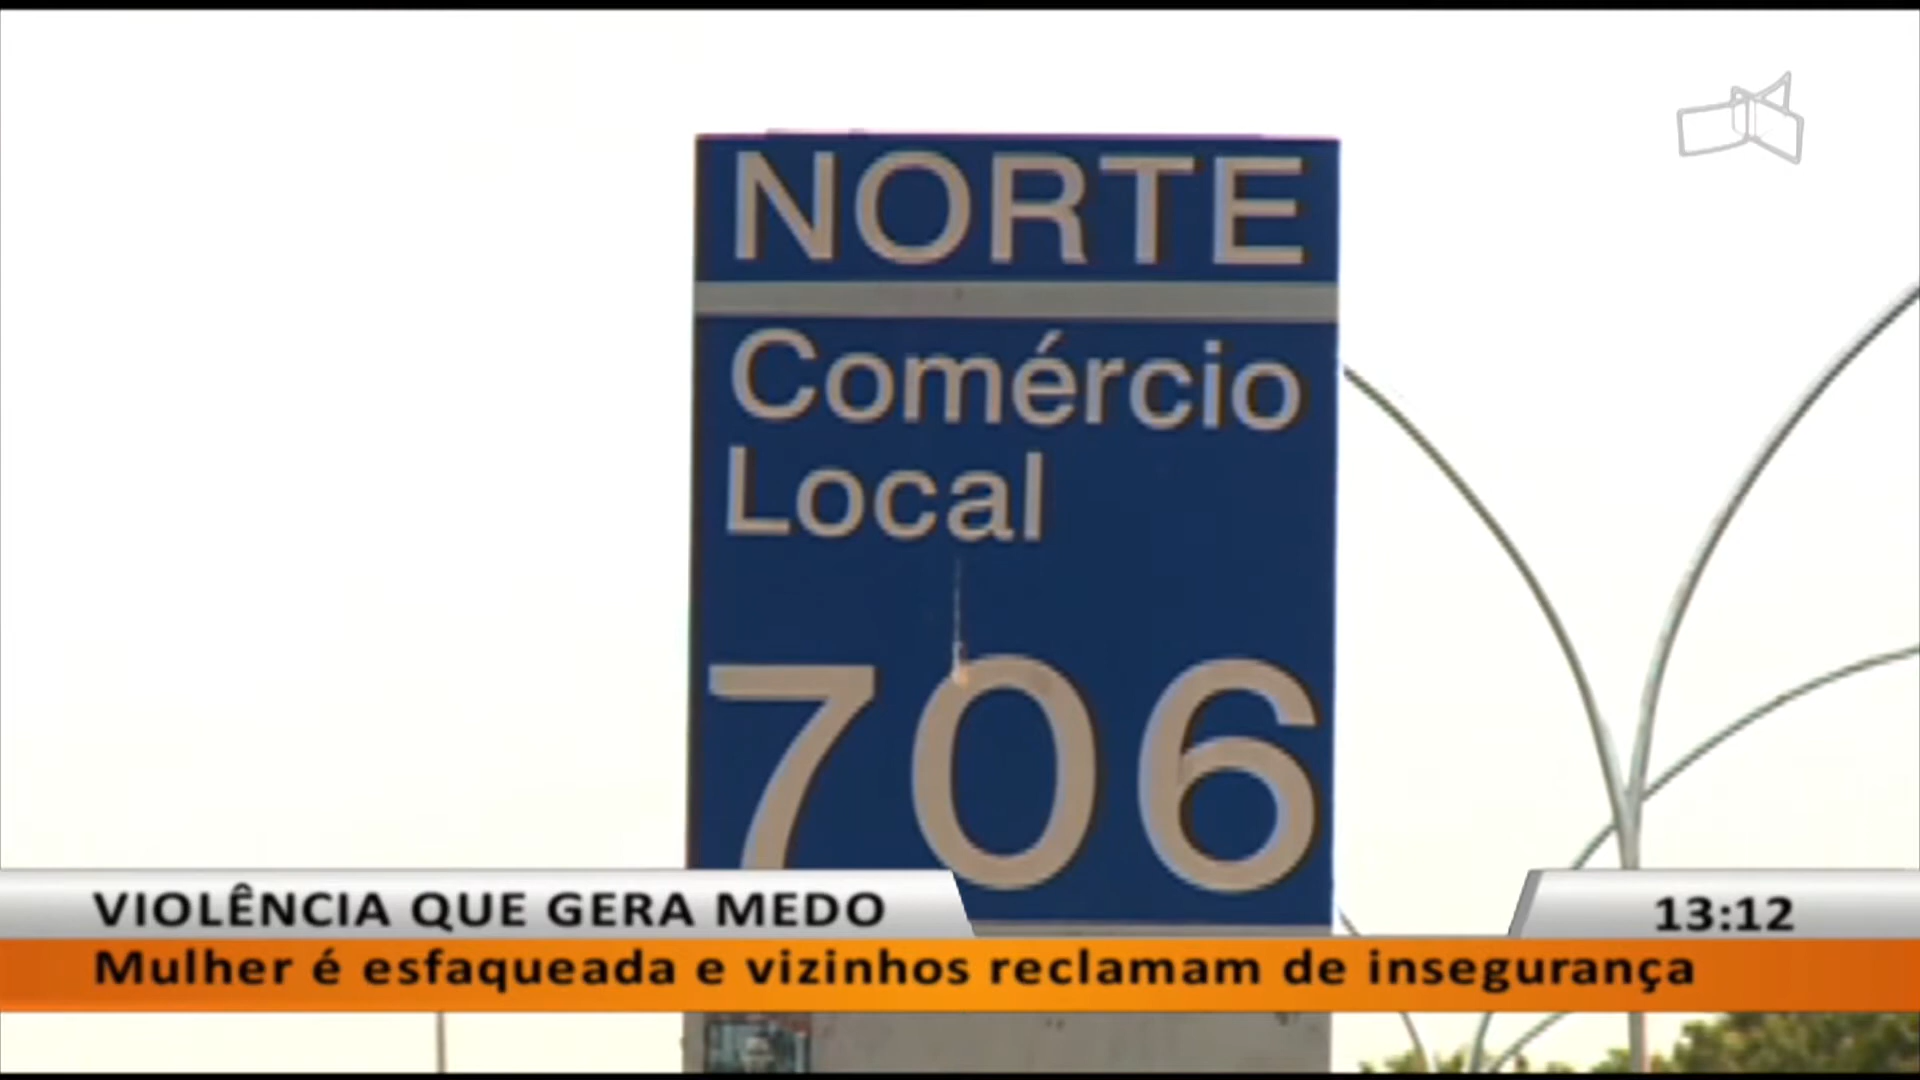 NORTE
Comércio
Local
706
VIOLÊNCIA QUE GERA MEDO
13:12
Mulher é esfaqueada e vizinhos reclamam de insegurança